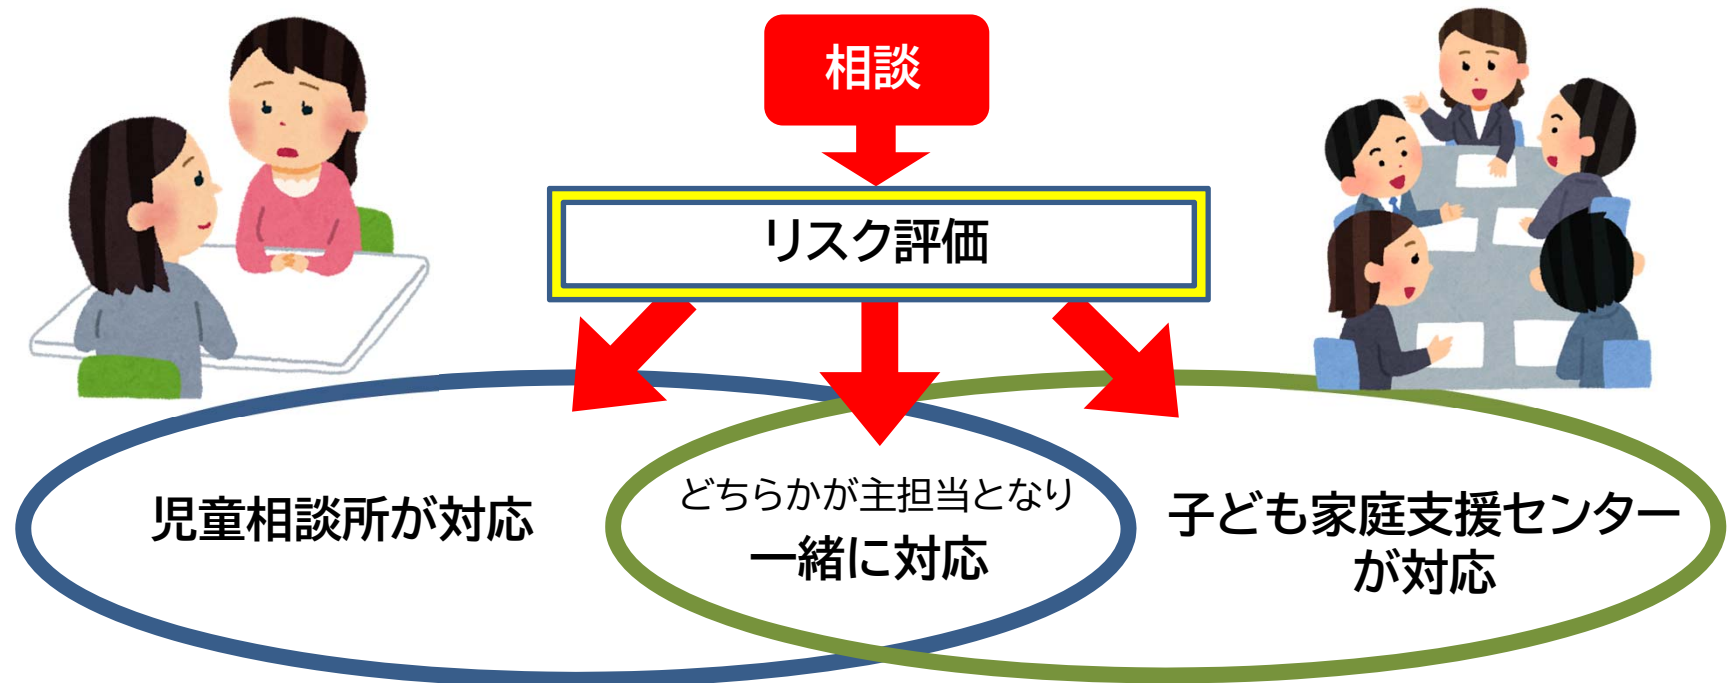 相談
リスク評価
児童相談所が対応
どちらかが主担当となり
一緒に対応
子ども家庭支援センター
が対応